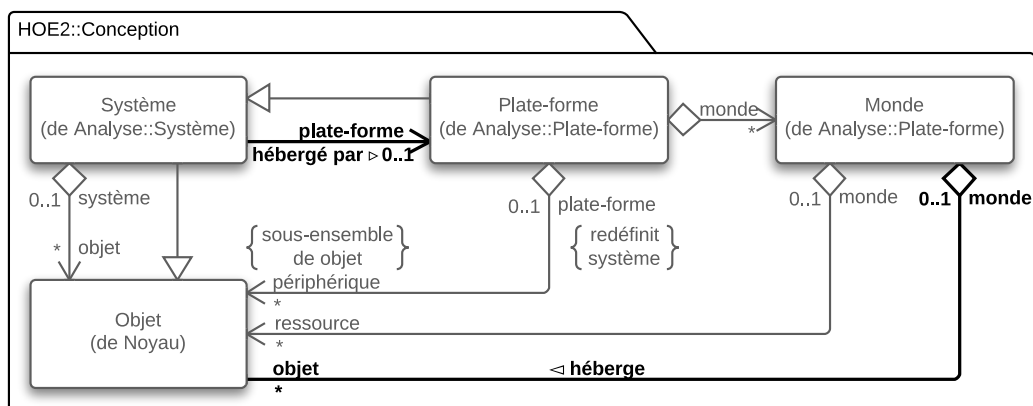 HOE2::Conception
Système
(de Analyse::Système)
Plate-forme
(de Analyse::Plate-forme)
Monde
(de Analyse::Plate-forme)
monde
*
plate-forme
hébergé par ▹ 0..1
0..1
système
0..1
plate-forme
0..1
monde
0..1
monde
*
objet
{ sous-ensemble
de objet }
{ redéfinit
système }
périphérique
*
Objet
(de Noyau)
ressource
*
objet
◃ héberge
*